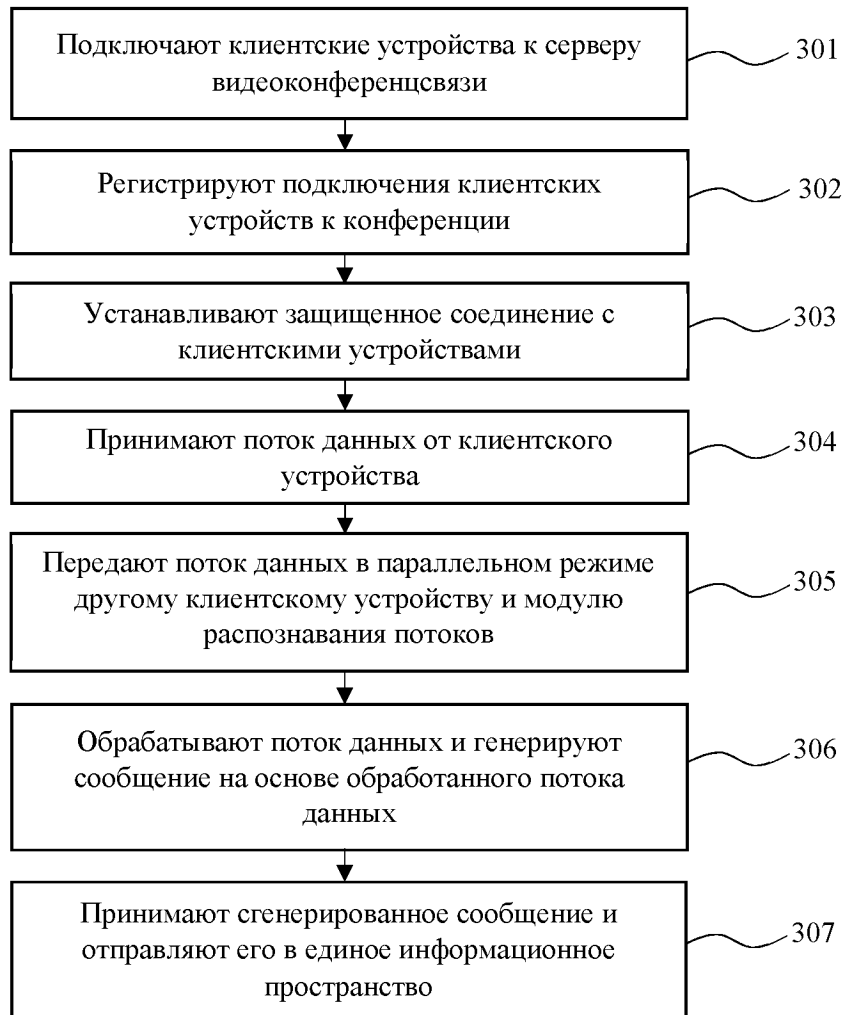 Подключают клиентские устройства к серверу
видеоконференцсвязи
301
Регистрируют подключения клиентских
устройств к конференции
302
Устанавливают защищенное соединение с
клиентскими устройствами
303
Принимают поток данных от клиентского
устройства
304
Передают поток данных в параллельном режиме
другому клиентскому устройству и модулю
распознавания потоков
305
Обрабатывают поток данных и генерируют
сообщение на основе обработанного потока
данных
306
Принимают сгенерированное сообщение и
отправляют его в единое информационное
пространство
307